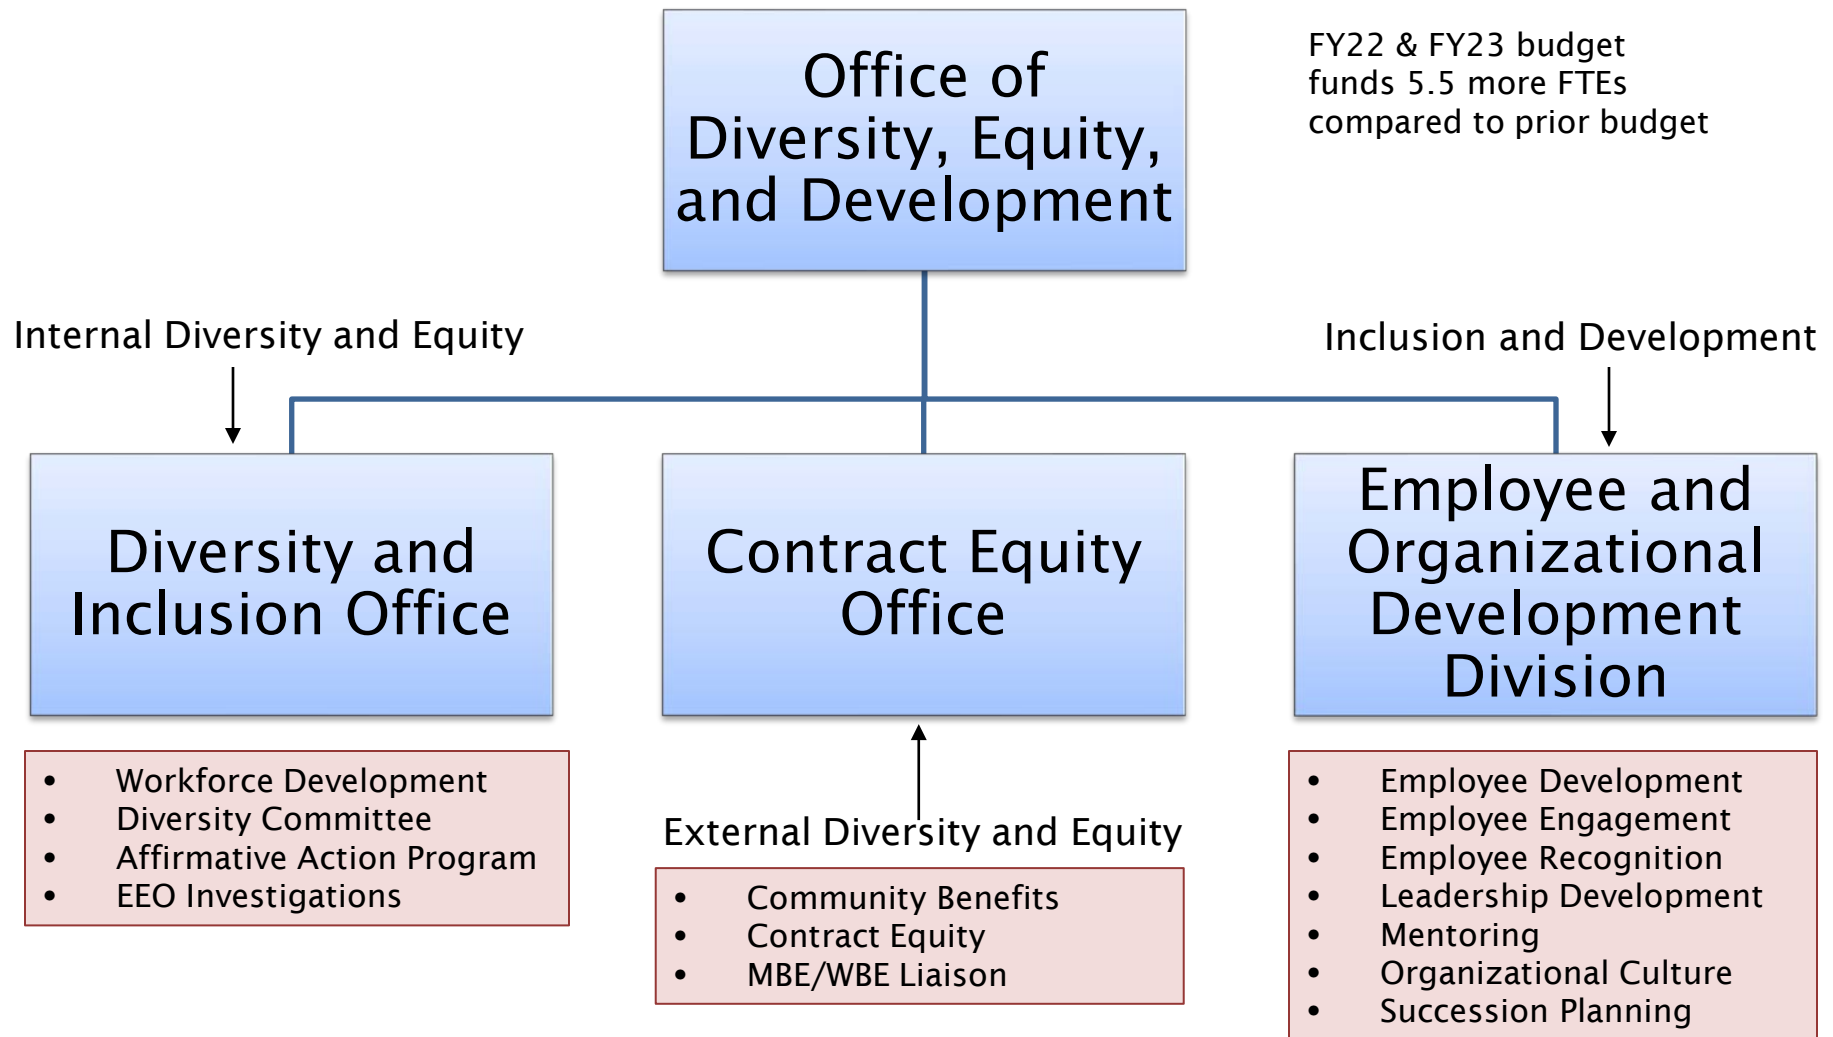 Office of
Diversity, Equity,
and Development
FY22 & FY23 budget
funds 5.5 more FTEs
compared to prior budget
Internal Diversity and Equity
Inclusion and Development
Diversity and
Inclusion Office
Contract Equity
Office
Employee and
Organizational
Development
Division
• Workforce Development
• Diversity Committee
• Affirmative Action Program
• EEO Investigations
External Diversity and Equity
• Community Benefits
• Contract Equity
• MBE/WBE Liaison
• Employee Development
• Employee Engagement
• Employee Recognition
• Leadership Development
• Mentoring
• Organizational Culture
• Succession Planning